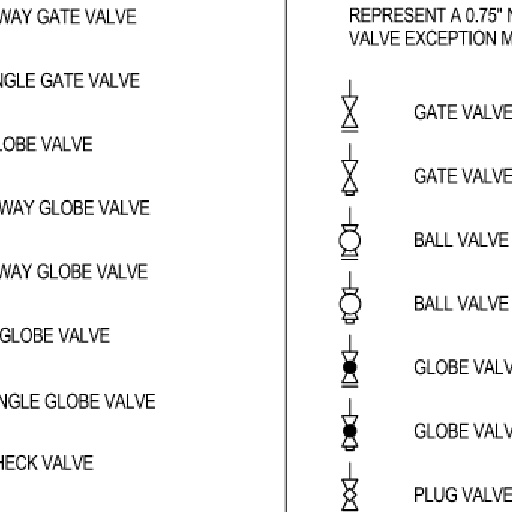 WAY GATE VALVE
NGLE GATE VALVE
LOBE VALVE
WAY GLOBE VALVE
WAY GLOBE VALVE
GLOBE VALVE
NGLE GLOBE VALVE
HECK VALVE
REPRESENT A 0.75" N
VALVE EXCEPTION M
GATE VALVE
GATE VALVE
BALL VALVE
BALL VALVE
GLOBE VALV
GLOBE VALV
PLUG VALVE